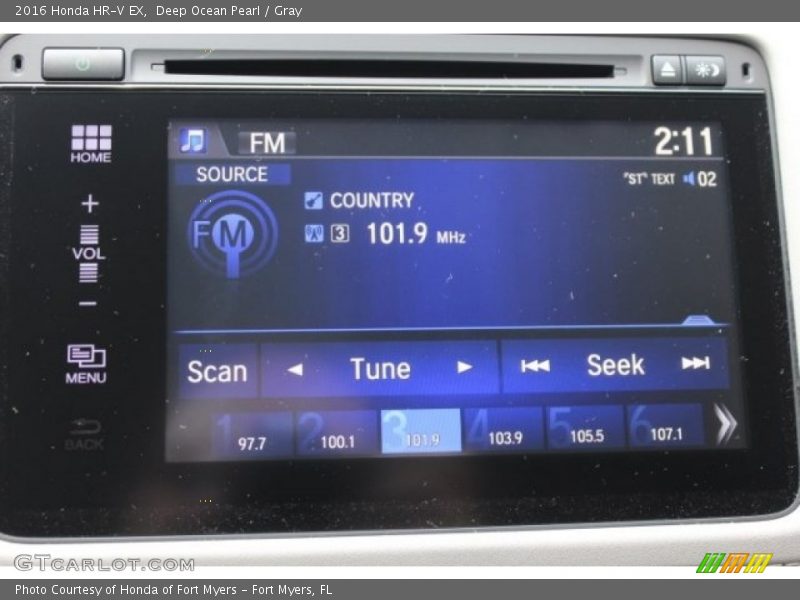 2016 Honda HR-V EX, Deep Ocean Pearl / Gray
FM 2:11
HOME
SOURCE "ST" TEXT 02
COUNTRY
FM 3 101.9 MHz
+
VOL
−
MENU
Scan Tune Seek
BACK
1 97.7 2 100.1 3 101.9 4 103.9 5 105.5 6 107.1
GTCARLOT.COM
Photo Courtesy of Honda of Fort Myers - Fort Myers, FL